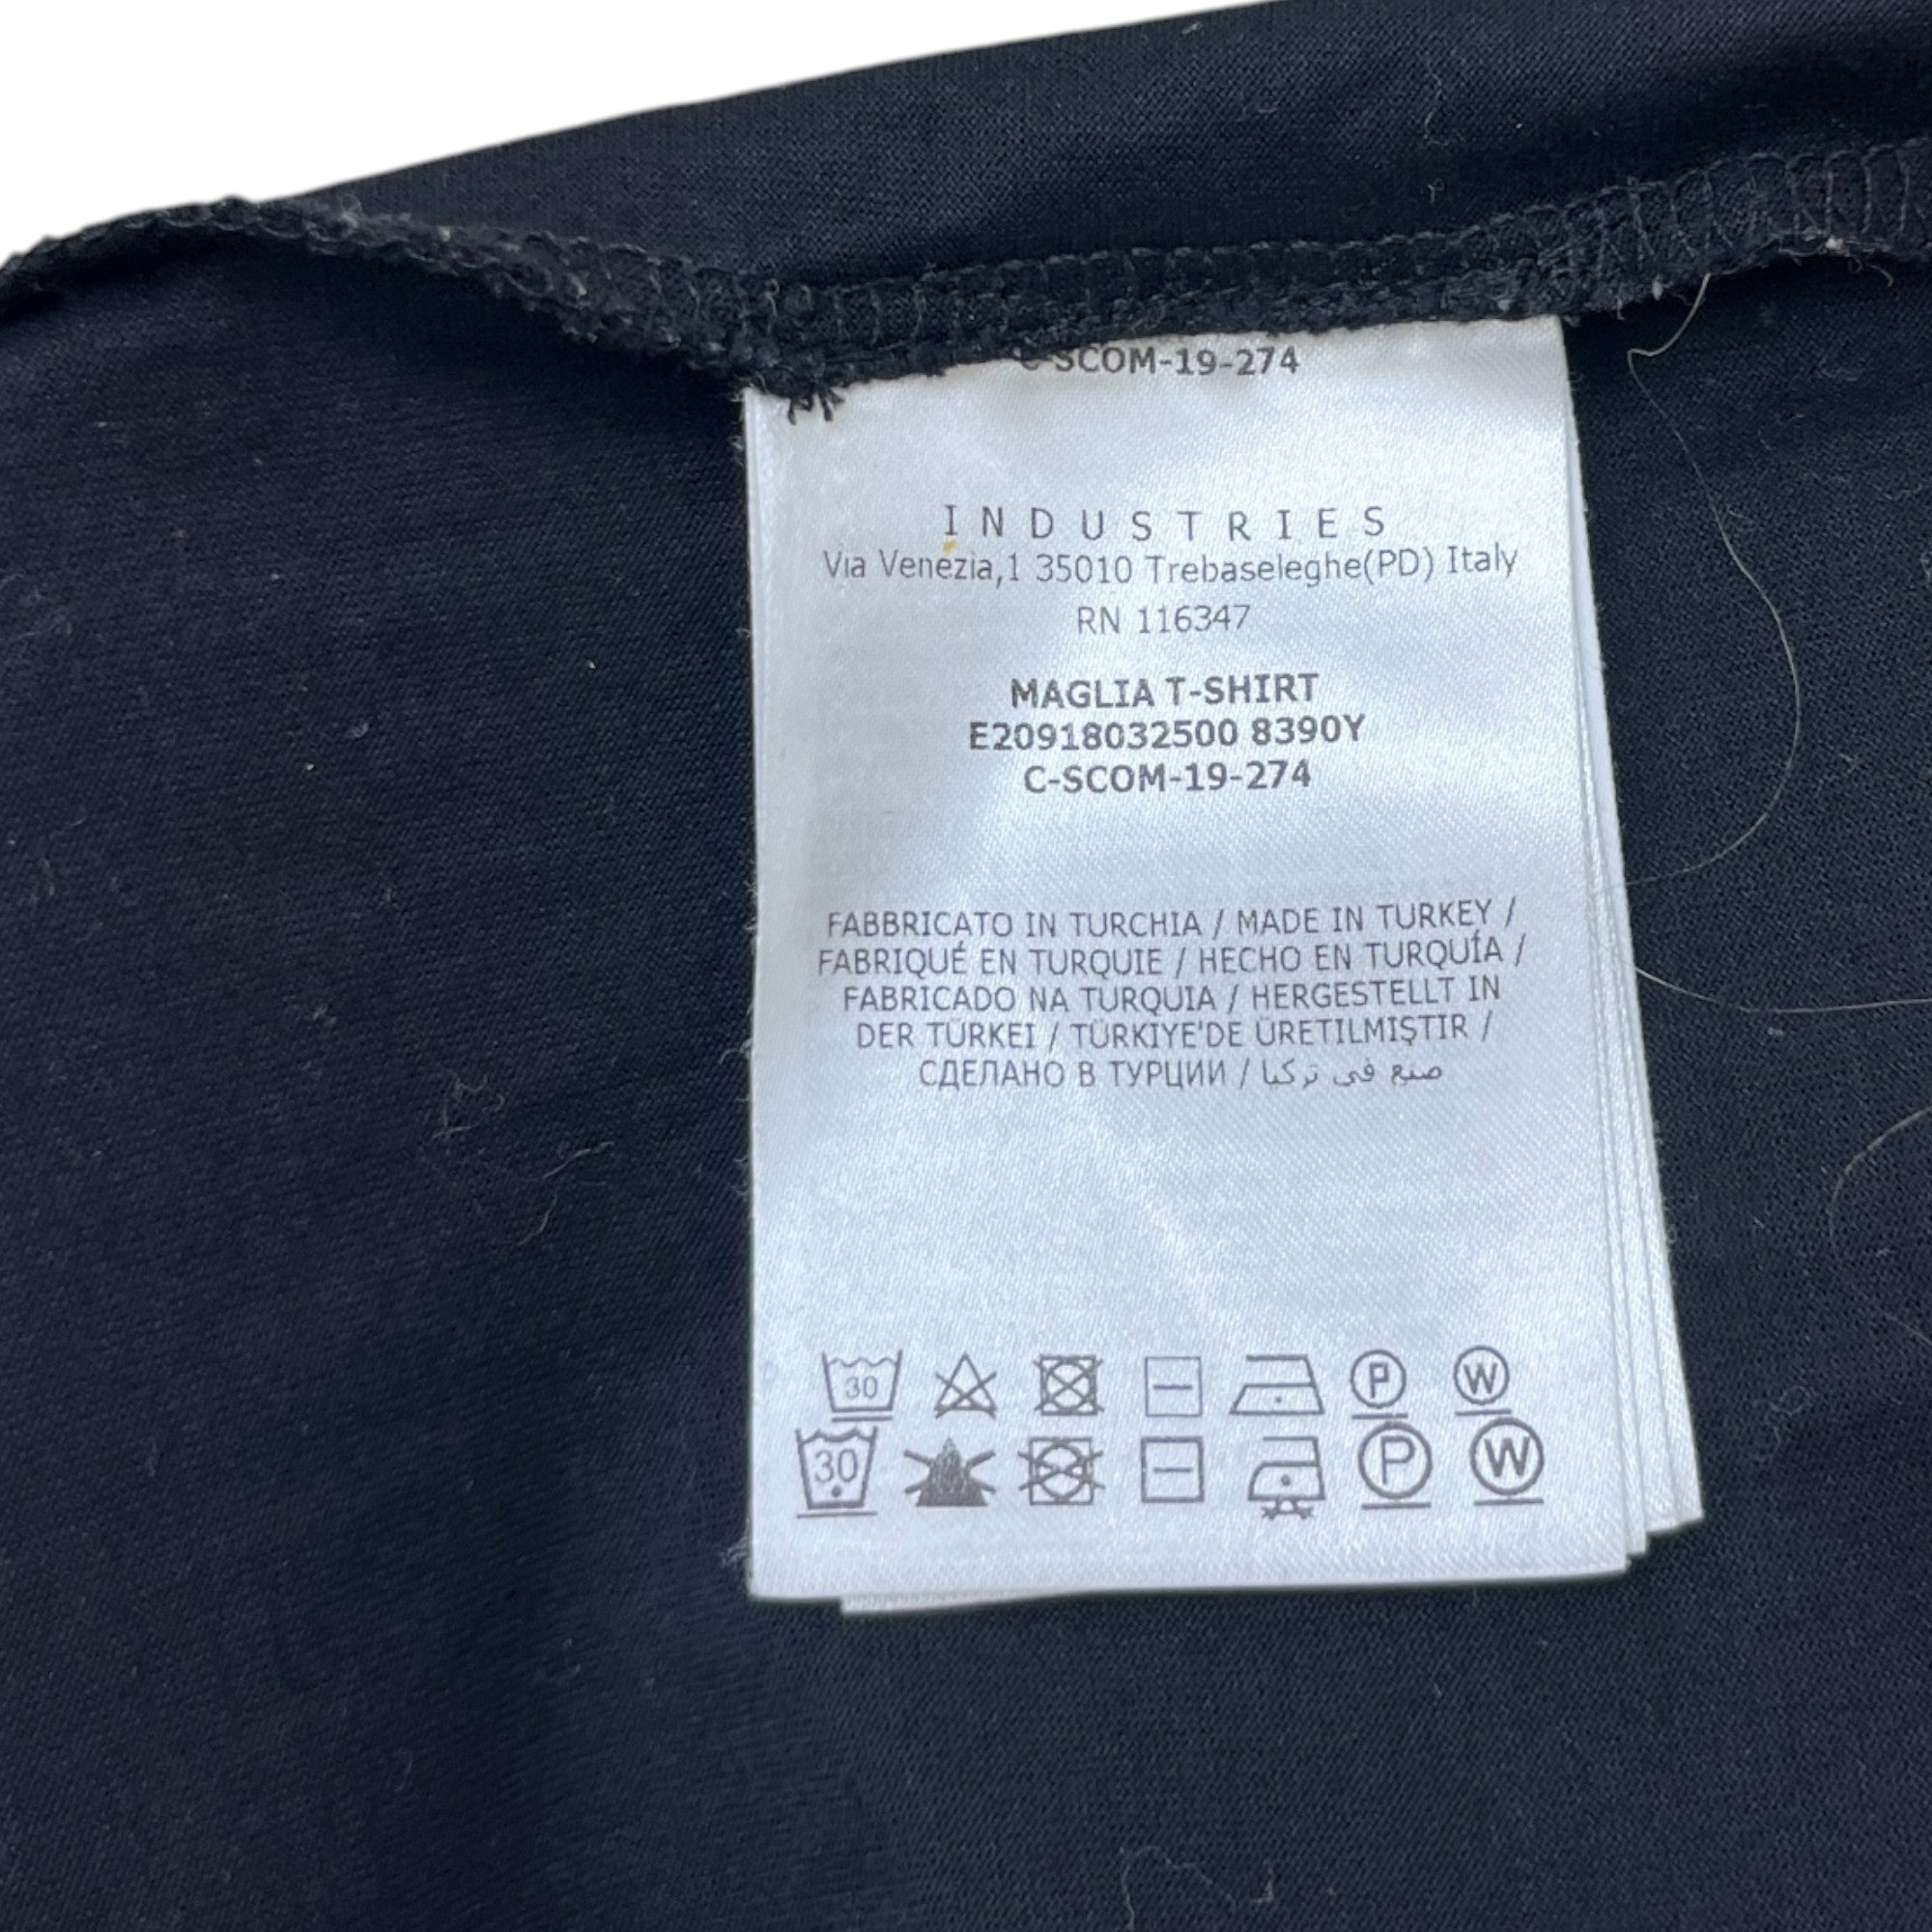 C-SCOM-19-274
INDUSTRIES
Via Venezia,1 35010 Trebaseleghe(PD) Italy
RN 116347
MAGLIA T-SHIRT
E20918032500 8390Y
C-SCOM-19-274
FABBRICATO IN TURCHIA / MADE IN TURKEY /
FABRIQUÉ EN TURQUIE / HECHO EN TURQUÍA /
FABRICADO NA TURQUIA / HERGESTELLT IN
DER TÜRKEI / TÜRKIYE'DE ÜRETILMIŞTIR /
СДЕЛАНО В ТУРЦИИ / صنع في تركيا
30 P W
30 P W